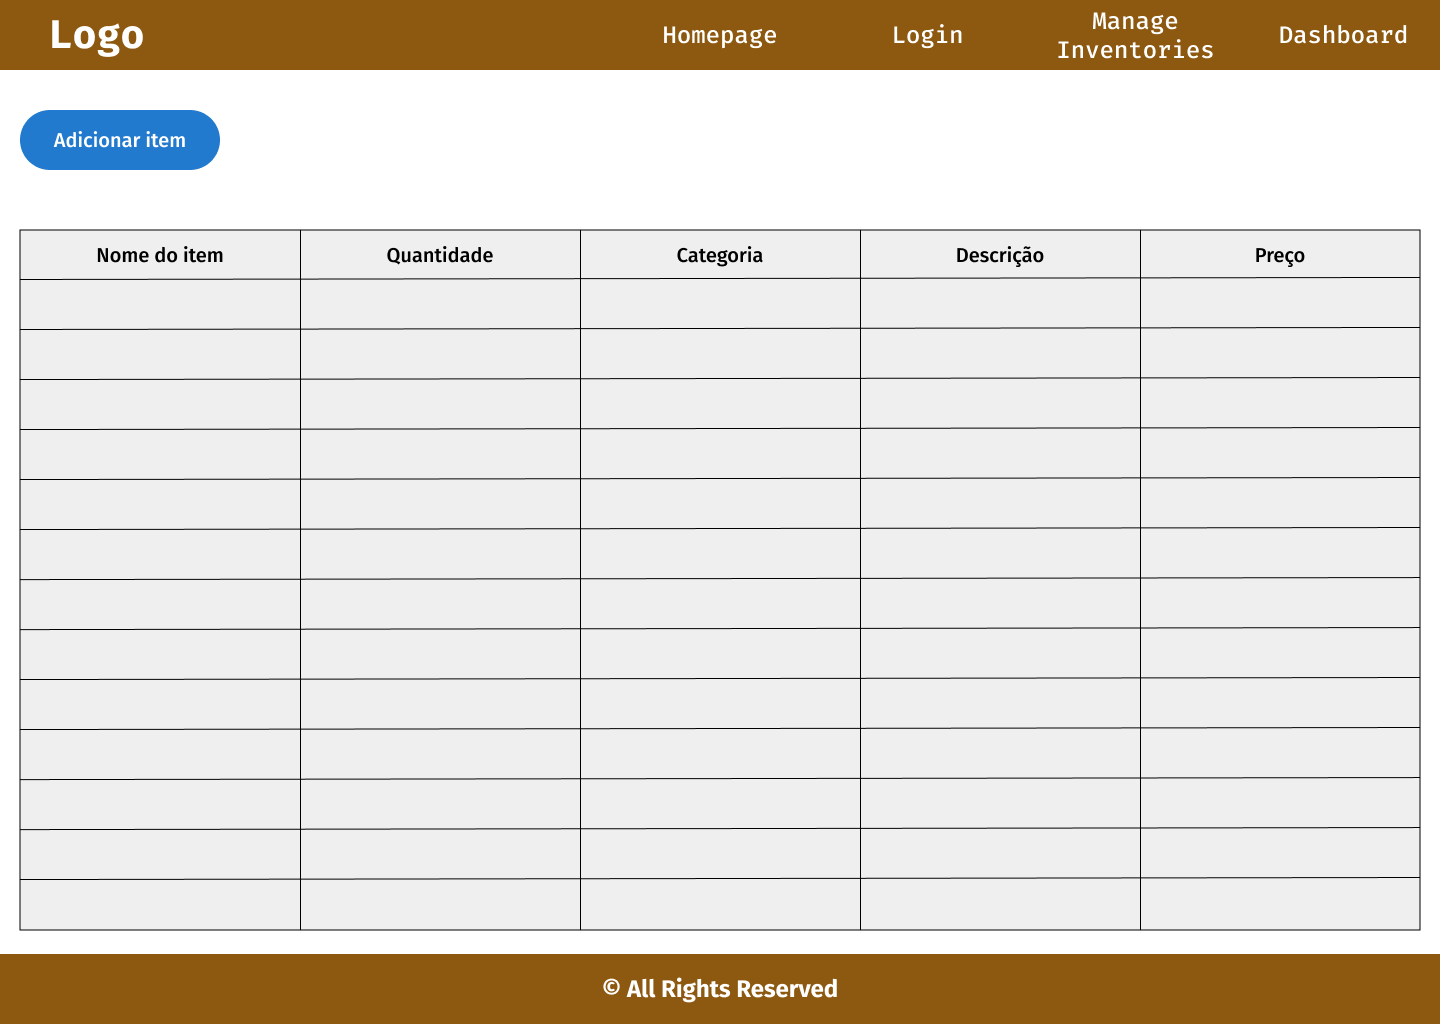 Logo
Homepage
Login
Manage
Inventories
Dashboard
Adicionar item
Nome do item
Quantidade
Categoria
Descrição
Preço
© All Rights Reserved